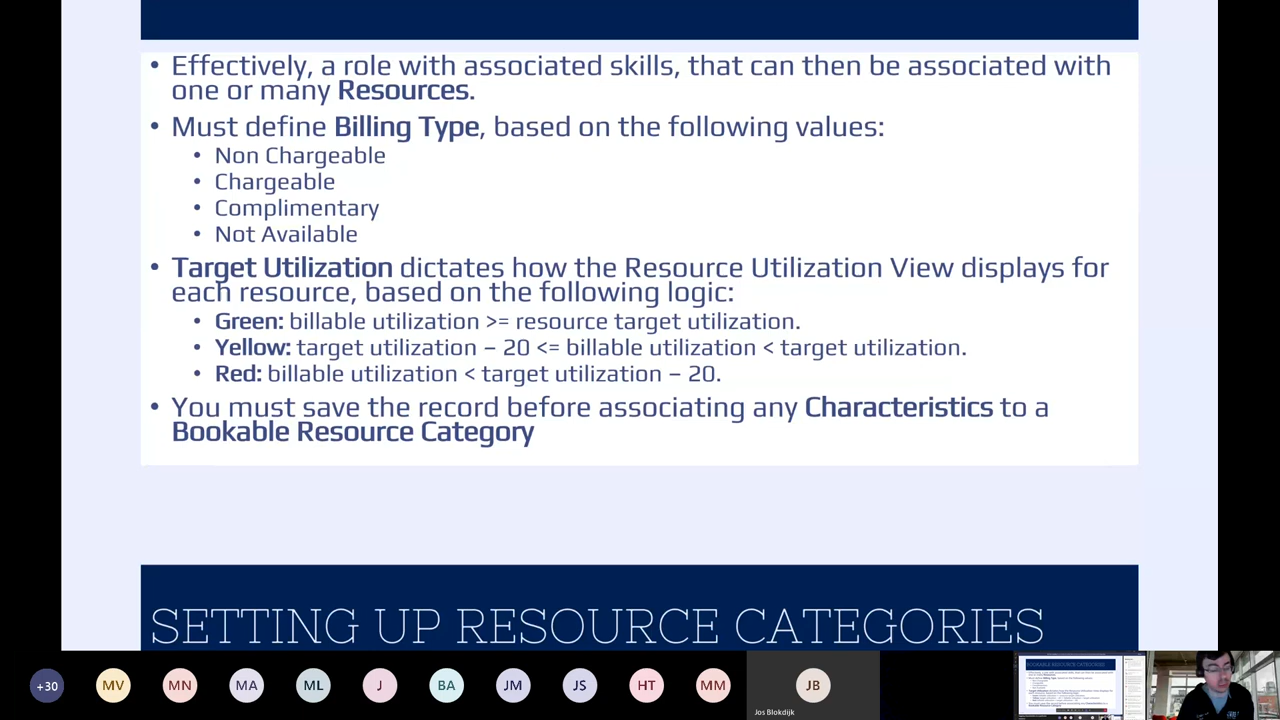 • Effectively, a role with associated skills, that can then be associated with
one or many Resources.
• Must define Billing Type, based on the following values:
• Non Chargeable
• Chargeable
• Complimentary
• Not Available
• Target Utilization dictates how the Resource Utilization View displays for
each resource, based on the following logic:
• Green: billable utilization >= resource target utilization.
• Yellow: target utilization – 20 <= billable utilization < target utilization.
• Red: billable utilization < target utilization – 20.
• You must save the record before associating any Characteristics to a
Bookable Resource Category
SETTING UP RESOURCE CATEGORIES
+30
MV
MN
MA
ML
J
JM
JS
HT
JB
Jos Blokdijk
BOOKABLE RESOURCE CATEGORIES